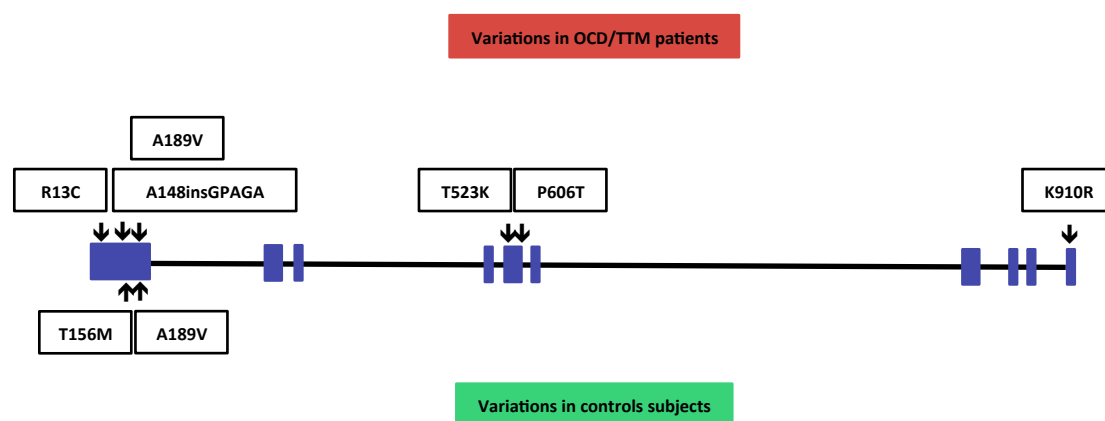 Variations in OCD/TTM patients
A189V
R13C
A148insGPAGA
T523K
P606T
K910R
T156M
A189V
Variations in controls subjects